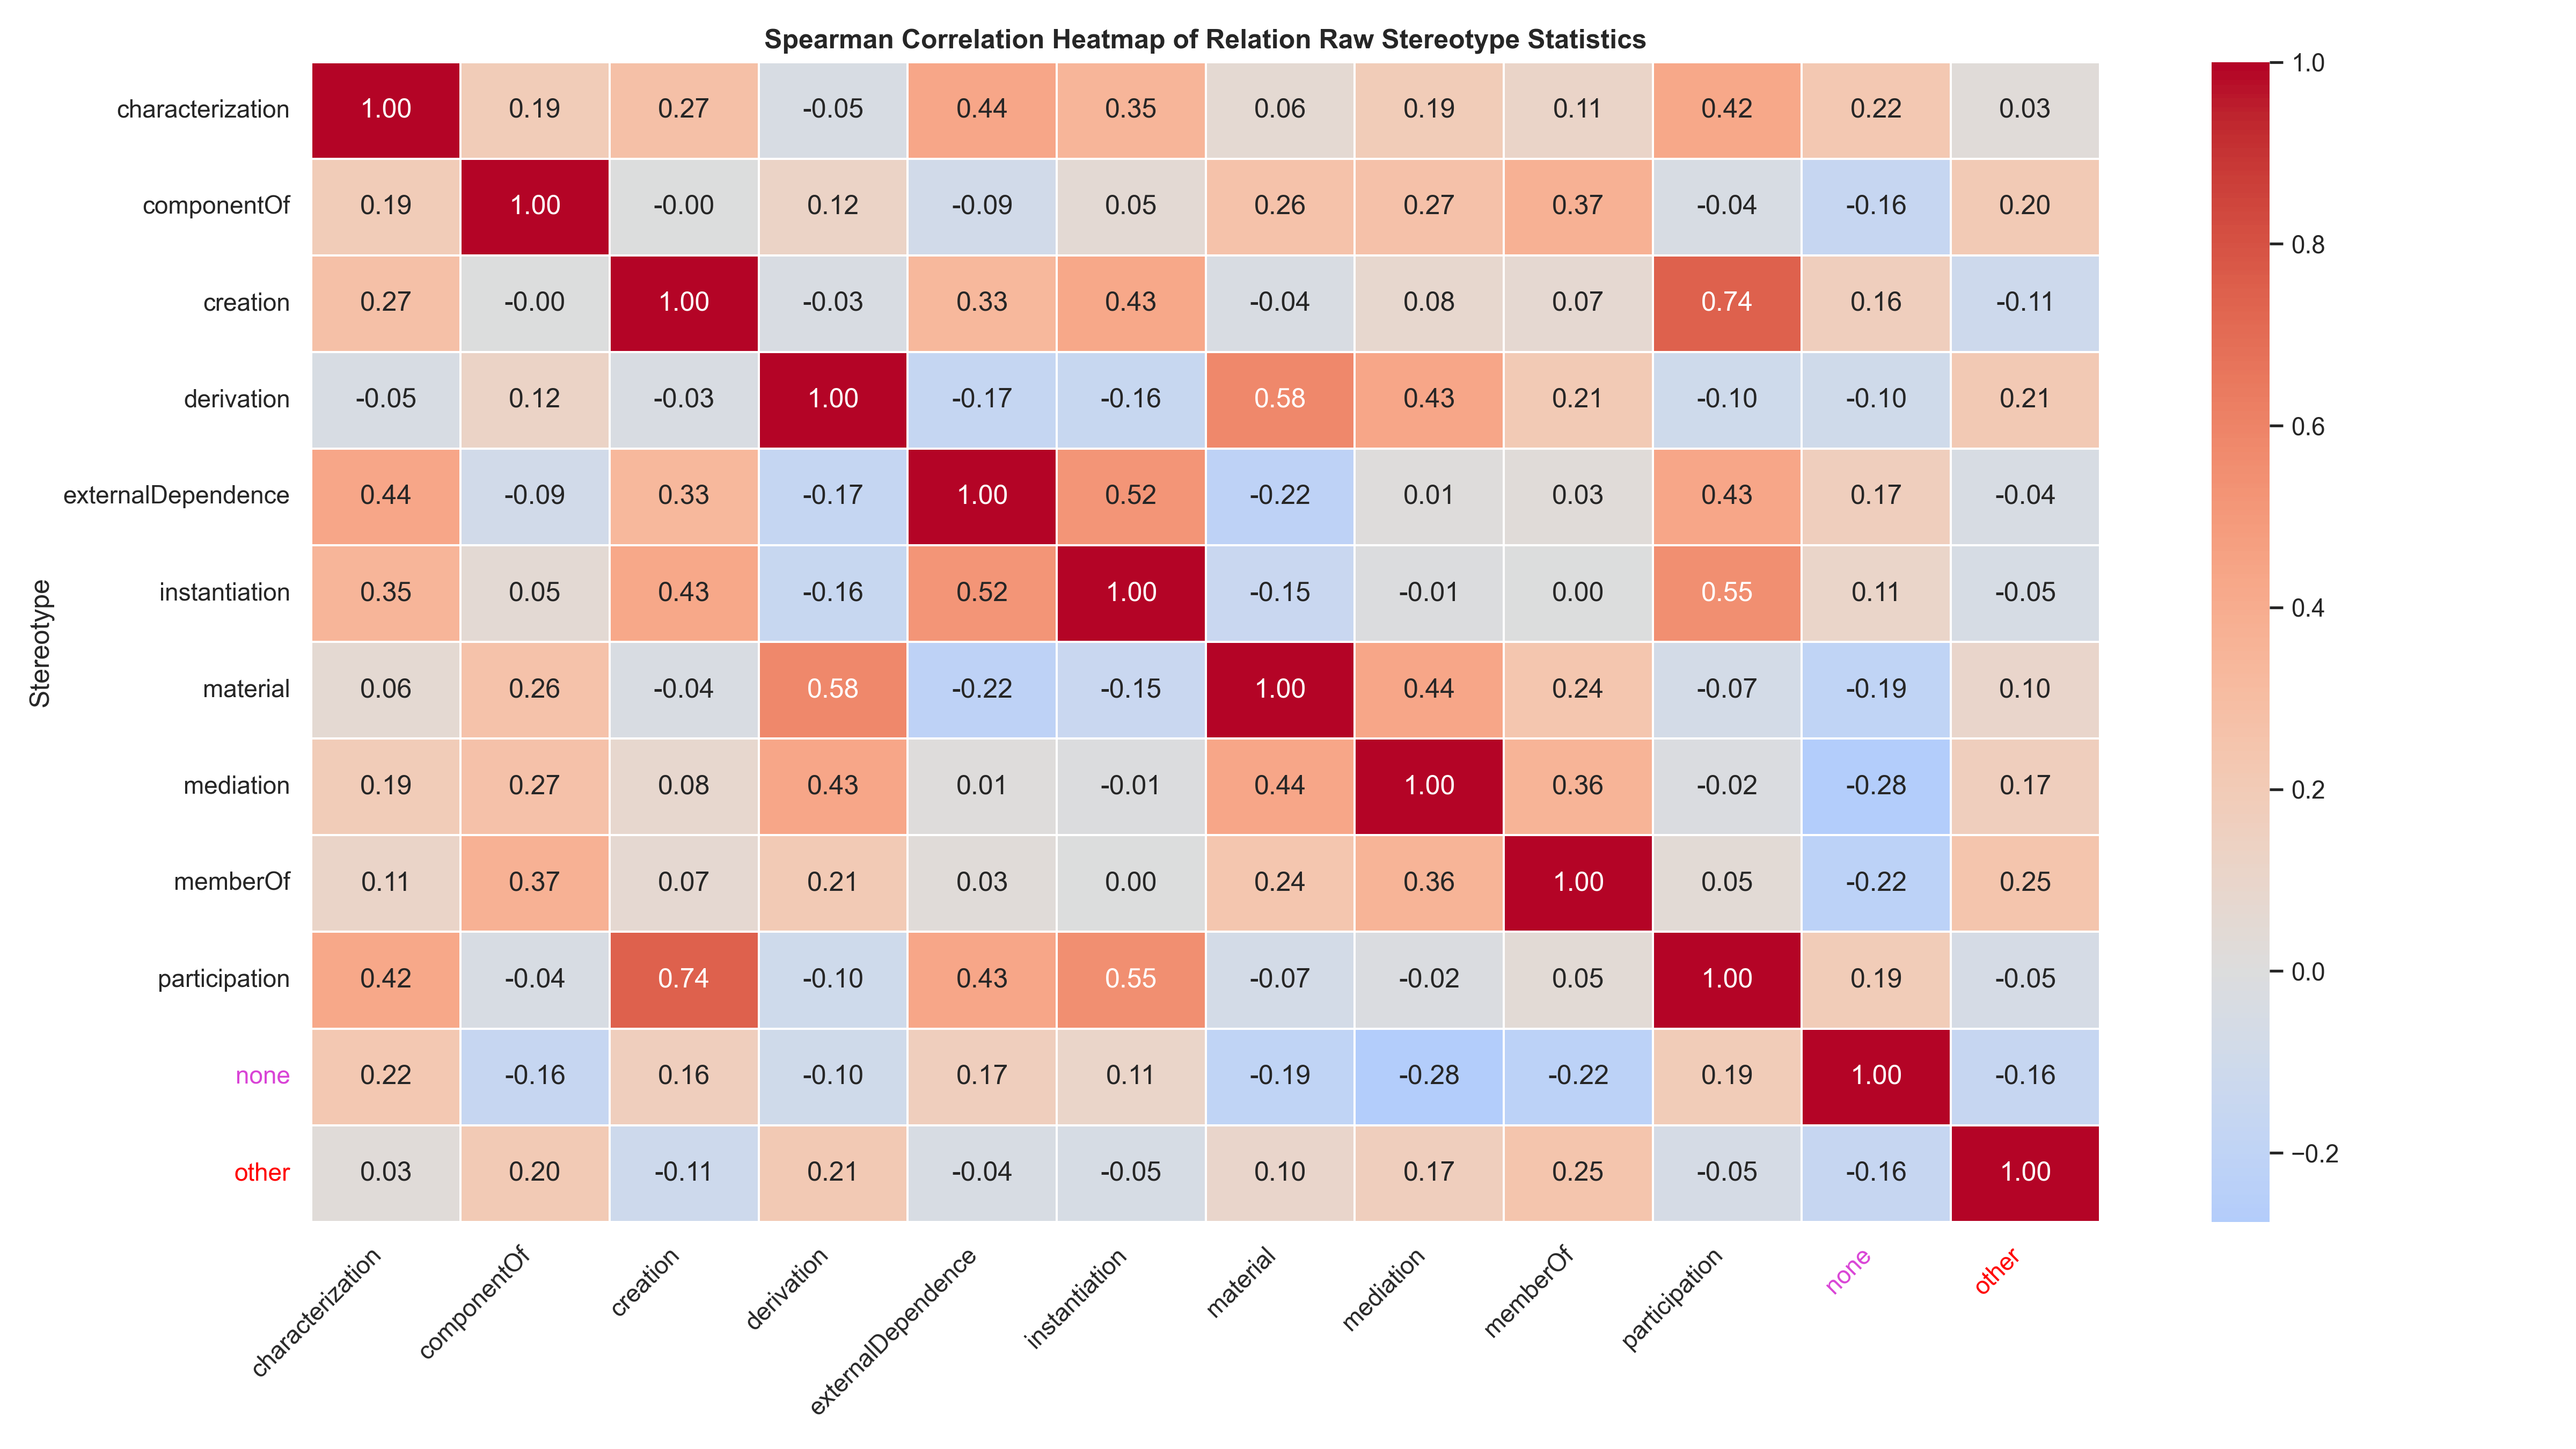 Spearman Correlation Heatmap of Relation Raw Stereotype Statistics
characterization 1.00 0.19 0.27 -0.05 0.44 0.35 0.06 0.19 0.11 0.42 0.22 0.03
componentOf 0.19 1.00 -0.00 0.12 -0.09 0.05 0.26 0.27 0.37 -0.04 -0.16 0.20
creation 0.27 -0.00 1.00 -0.03 0.33 0.43 -0.04 0.08 0.07 0.74 0.16 -0.11
derivation -0.05 0.12 -0.03 1.00 -0.17 -0.16 0.58 0.43 0.21 -0.10 -0.10 0.21
externalDependence 0.44 -0.09 0.33 -0.17 1.00 0.52 -0.22 0.01 0.03 0.43 0.17 -0.04
instantiation 0.35 0.05 0.43 -0.16 0.52 1.00 -0.15 -0.01 0.00 0.55 0.11 -0.05
material 0.06 0.26 -0.04 0.58 -0.22 -0.15 1.00 0.44 0.24 -0.07 -0.19 0.10
mediation 0.19 0.27 0.08 0.43 0.01 -0.01 0.44 1.00 0.36 -0.02 -0.28 0.17
memberOf 0.11 0.37 0.07 0.21 0.03 0.00 0.24 0.36 1.00 0.05 -0.22 0.25
participation 0.42 -0.04 0.74 -0.10 0.43 0.55 -0.07 -0.02 0.05 1.00 0.19 -0.05
none 0.22 -0.16 0.16 -0.10 0.17 0.11 -0.19 -0.28 -0.22 0.19 1.00 -0.16
other 0.03 0.20 -0.11 0.21 -0.04 -0.05 0.10 0.17 0.25 -0.05 -0.16 1.00
Stereotype
characterization componentOf creation derivation externalDependence instantiation material mediation memberOf participation none other
1.0
0.8
0.6
0.4
0.2
0.0
−0.2